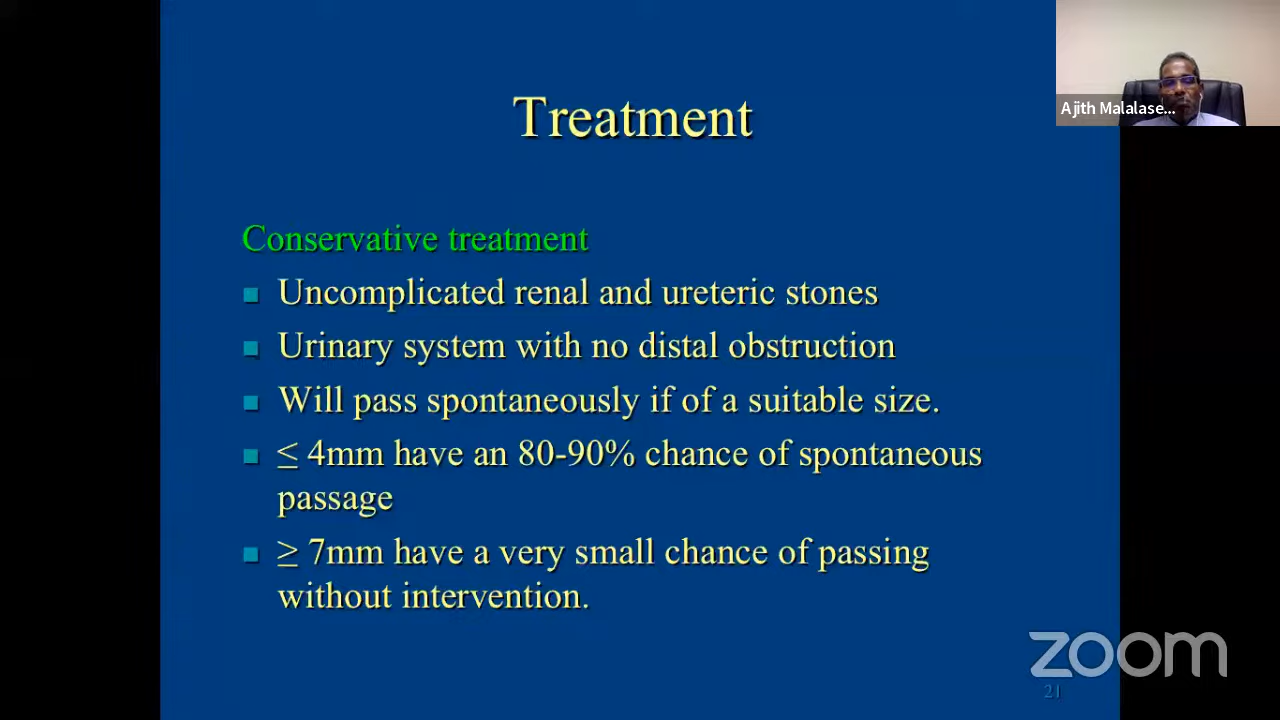 Treatment
Ajith Malalase...
Conservative treatment
Uncomplicated renal and ureteric stones
Urinary system with no distal obstruction
Will pass spontaneously if of a suitable size.
≤ 4mm have an 80-90% chance of spontaneous
passage
≥ 7mm have a very small chance of passing
without intervention.
zoom
21